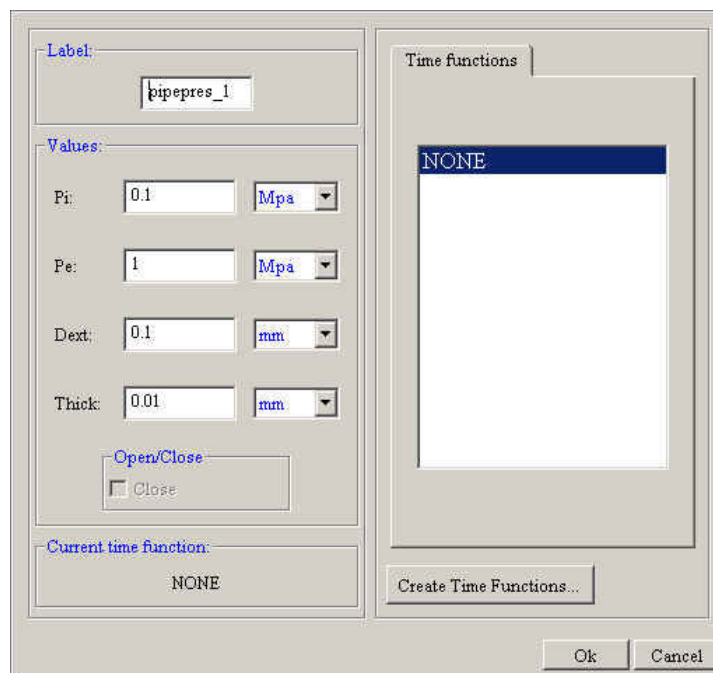 Label:
pipepres_1
Values:
Pi: 0.1 Mpa
Pe: 1 Mpa
Dext: 0.1 mm
Thick: 0.01 mm
Open/Close
Close
Current time function:
NONE
Time functions
NONE
Create Time Functions...
Ok Cancel